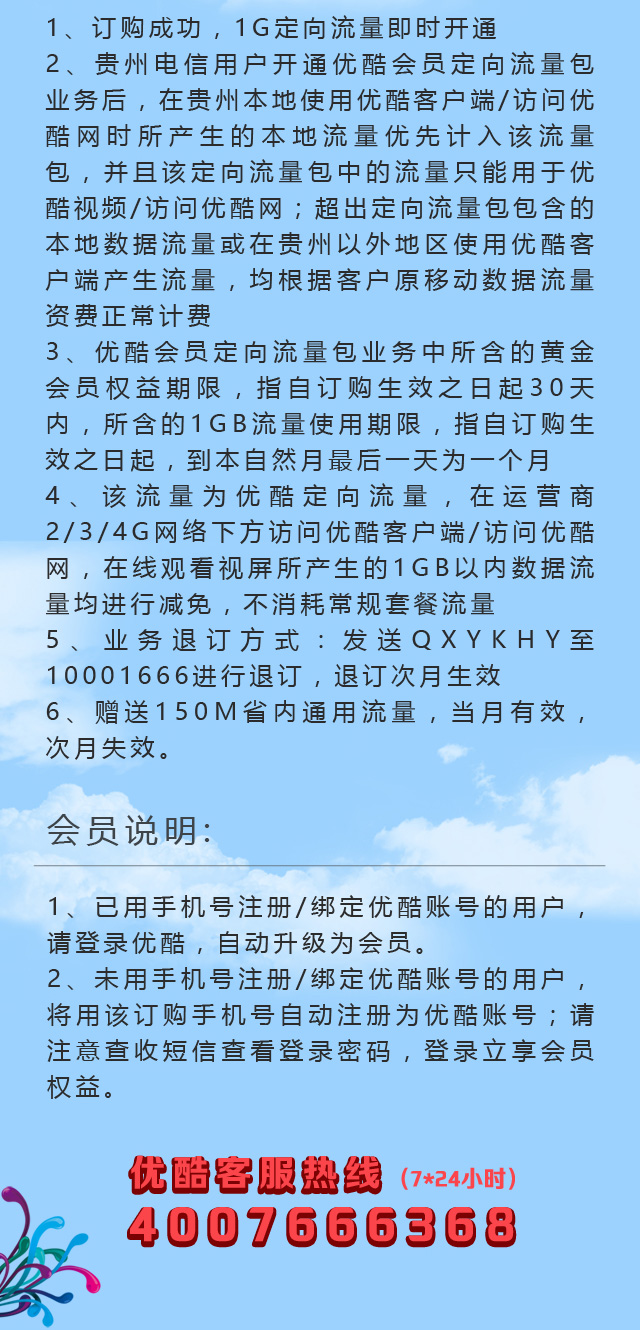 1、订购成功，1G定向流量即时开通
2、贵州电信用户开通优酷会员定向流量包
业务后，在贵州本地使用优酷客户端/访问优
酷网时所产生的本地流量优先计入该流量
包，并且该定向流量包中的流量只能用于优
酷视频/访问优酷网；超出定向流量包包含的
本地数据流量或在贵州以外地区使用优酷客
户端产生流量，均根据客户原移动数据流量
资费正常计费
3、优酷会员定向流量包业务中所含的黄金
会员权益期限，指自订购生效之日起30天
内，所含的1GB流量使用期限，指自订购生
效之日起，到本自然月最后一天为一个月
4、该流量为优酷定向流量，在运营商
2/3/4G网络下方访问优酷客户端/访问优酷
网，在线观看视屏所产生的1GB以内数据流
量均进行减免，不消耗常规套餐流量
5、业务退订方式：发送QXYKHY至
10001666进行退订，退订次月生效
6、赠送150M省内通用流量，当月有效，
次月失效。
会员说明:
1、已用手机号注册/绑定优酷账号的用户，
请登录优酷，自动升级为会员。
2、未用手机号注册/绑定优酷账号的用户，
将用该订购手机号自动注册为优酷账号；请
注意查收短信查看登录密码，登录立享会员
权益。
优酷客服热线（7*24小时）
4007666368